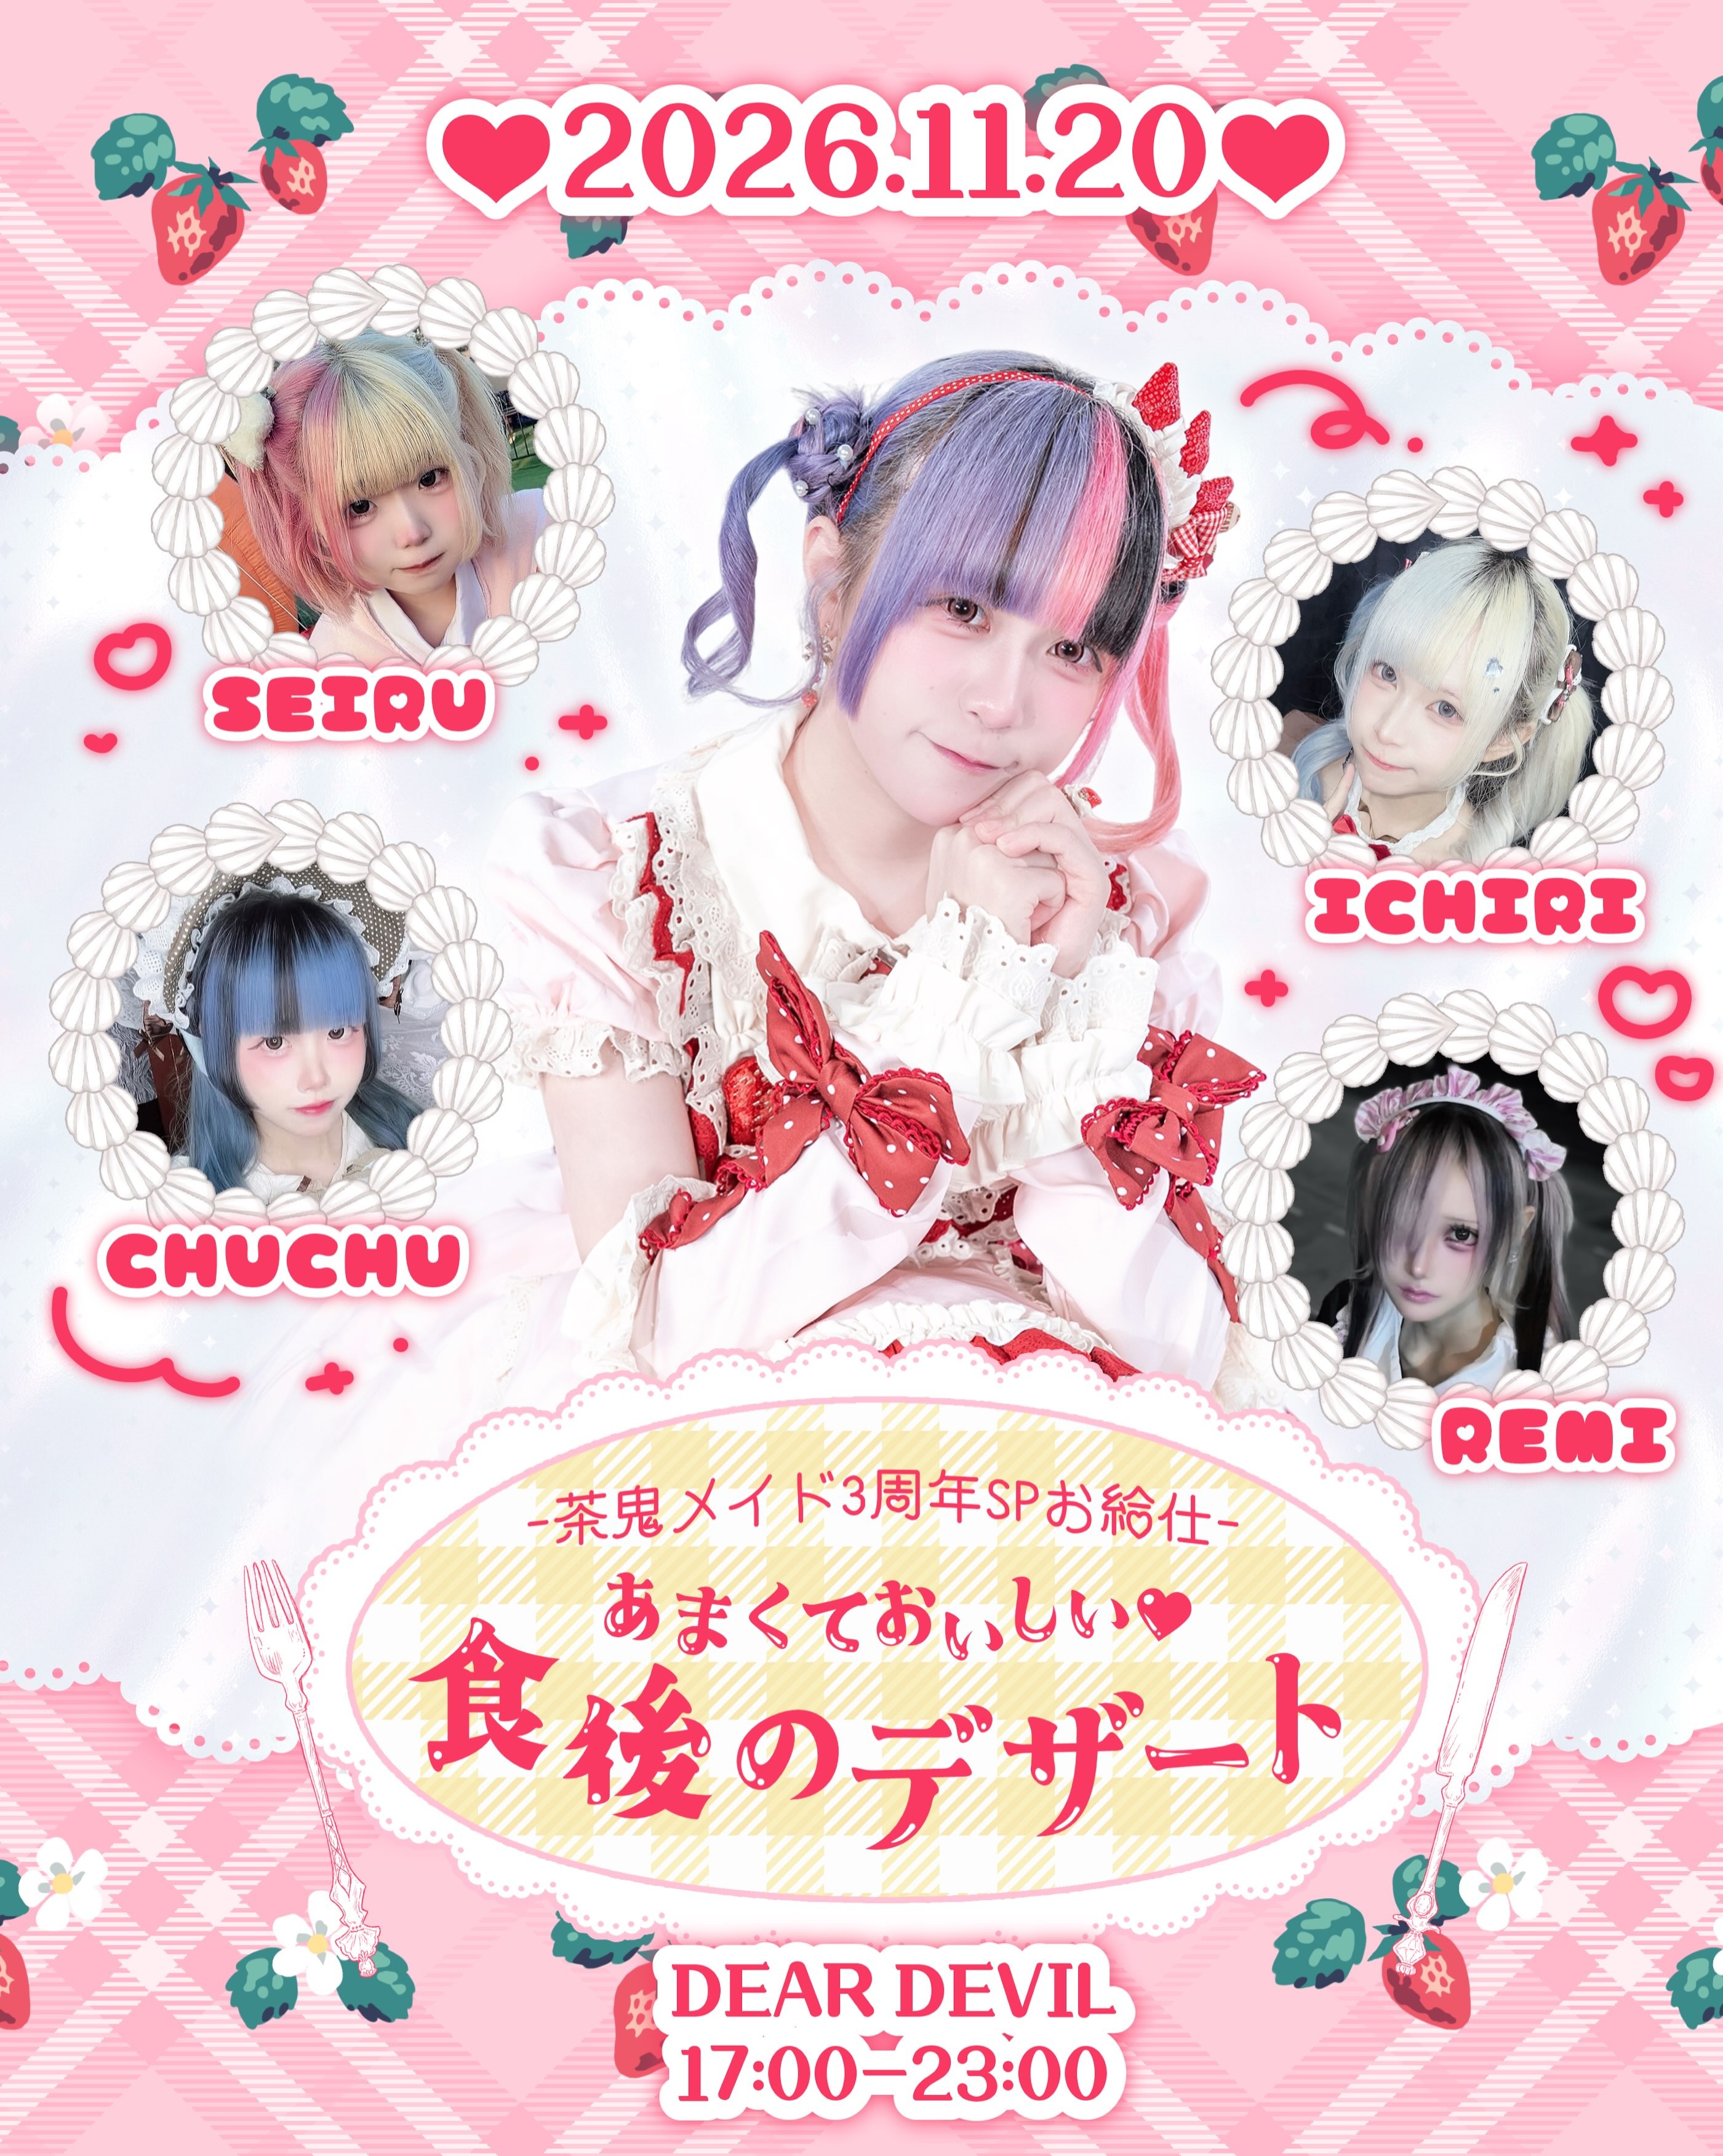 ♥2026.11.20♥
SEIRU
ICHIRI
CHUCHU
REMI
-茶鬼メイド3周年SPお給仕-
あまくておいしい♥
食後のデザート
DEAR DEVIL
17:00-23:00